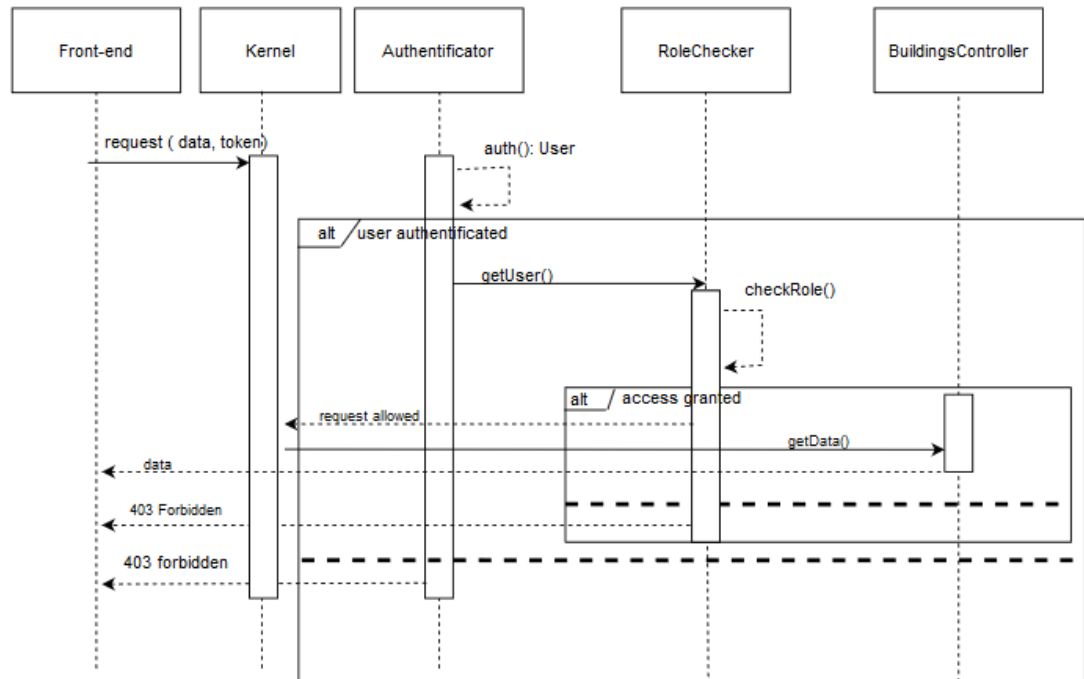 Front-end
Kernel
Authentificator
RoleChecker
BuildingsController
request ( data, token)
auth(): User
alt
user authentificated
getUser()
checkRole()
alt
access granted
request allowed
getData()
data
403 Forbidden
403 forbidden